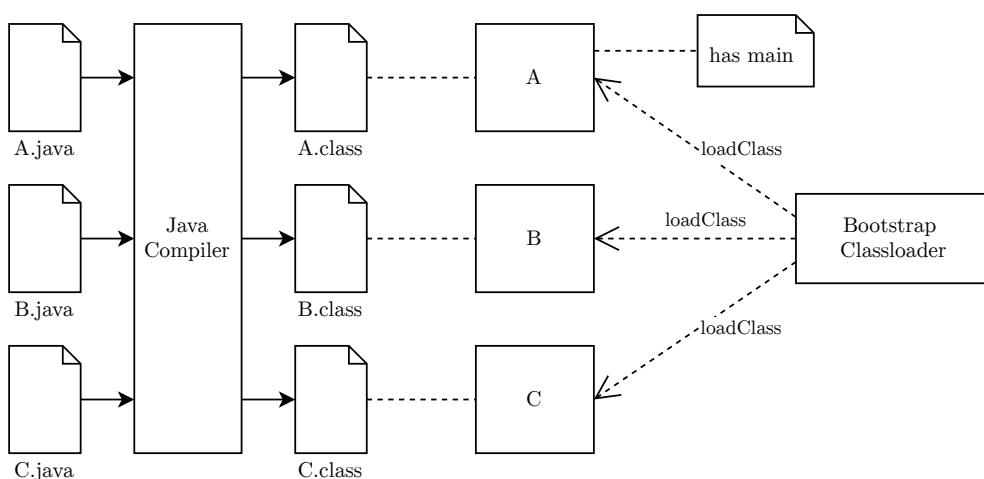 A.java
A.class
A
has main
loadClass
B.java
Java
Compiler
B.class
B
loadClass
Bootstrap
Classloader
loadClass
C.java
C.class
C